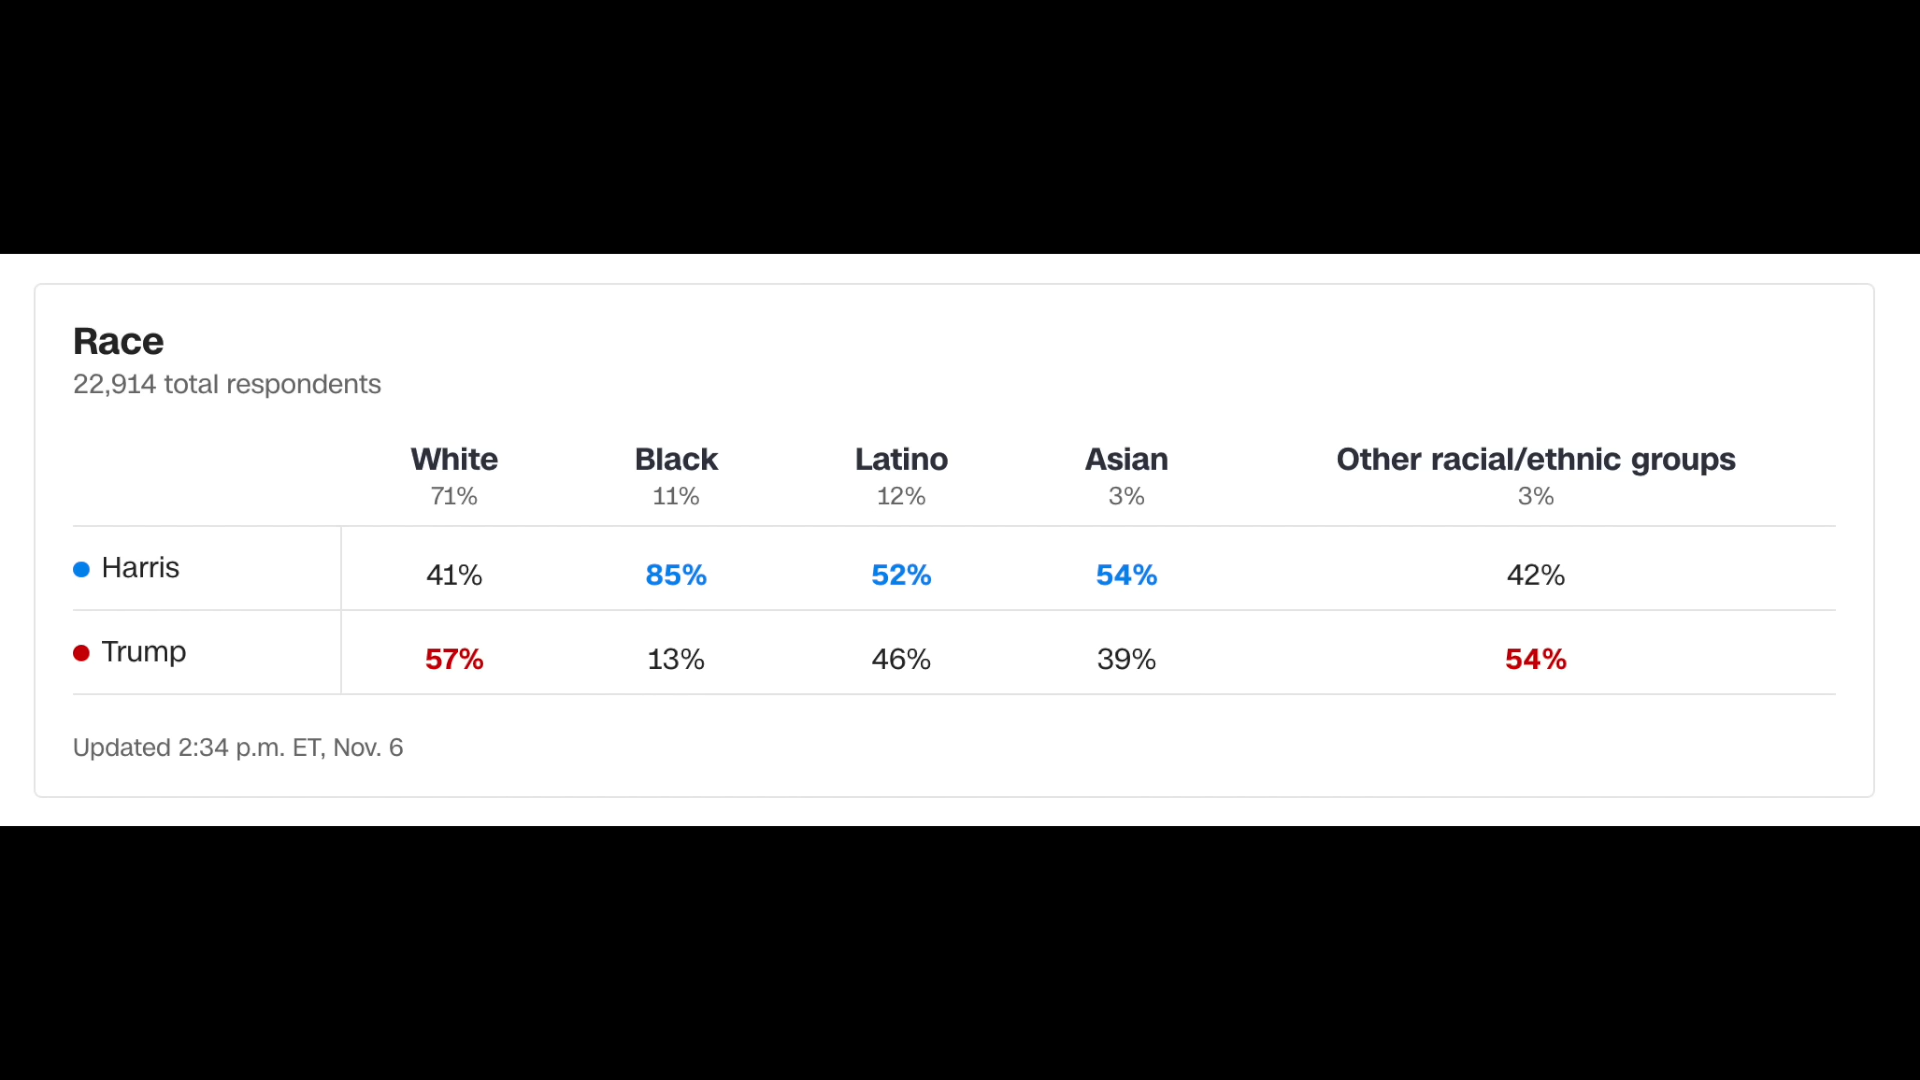 Race
22,914 total respondents
White Black Latino Asian Other racial/ethnic groups
71% 11% 12% 3% 3%
Harris 41% 85% 52% 54% 42%
Trump 57% 13% 46% 39% 54%
Updated 2:34 p.m. ET, Nov. 6